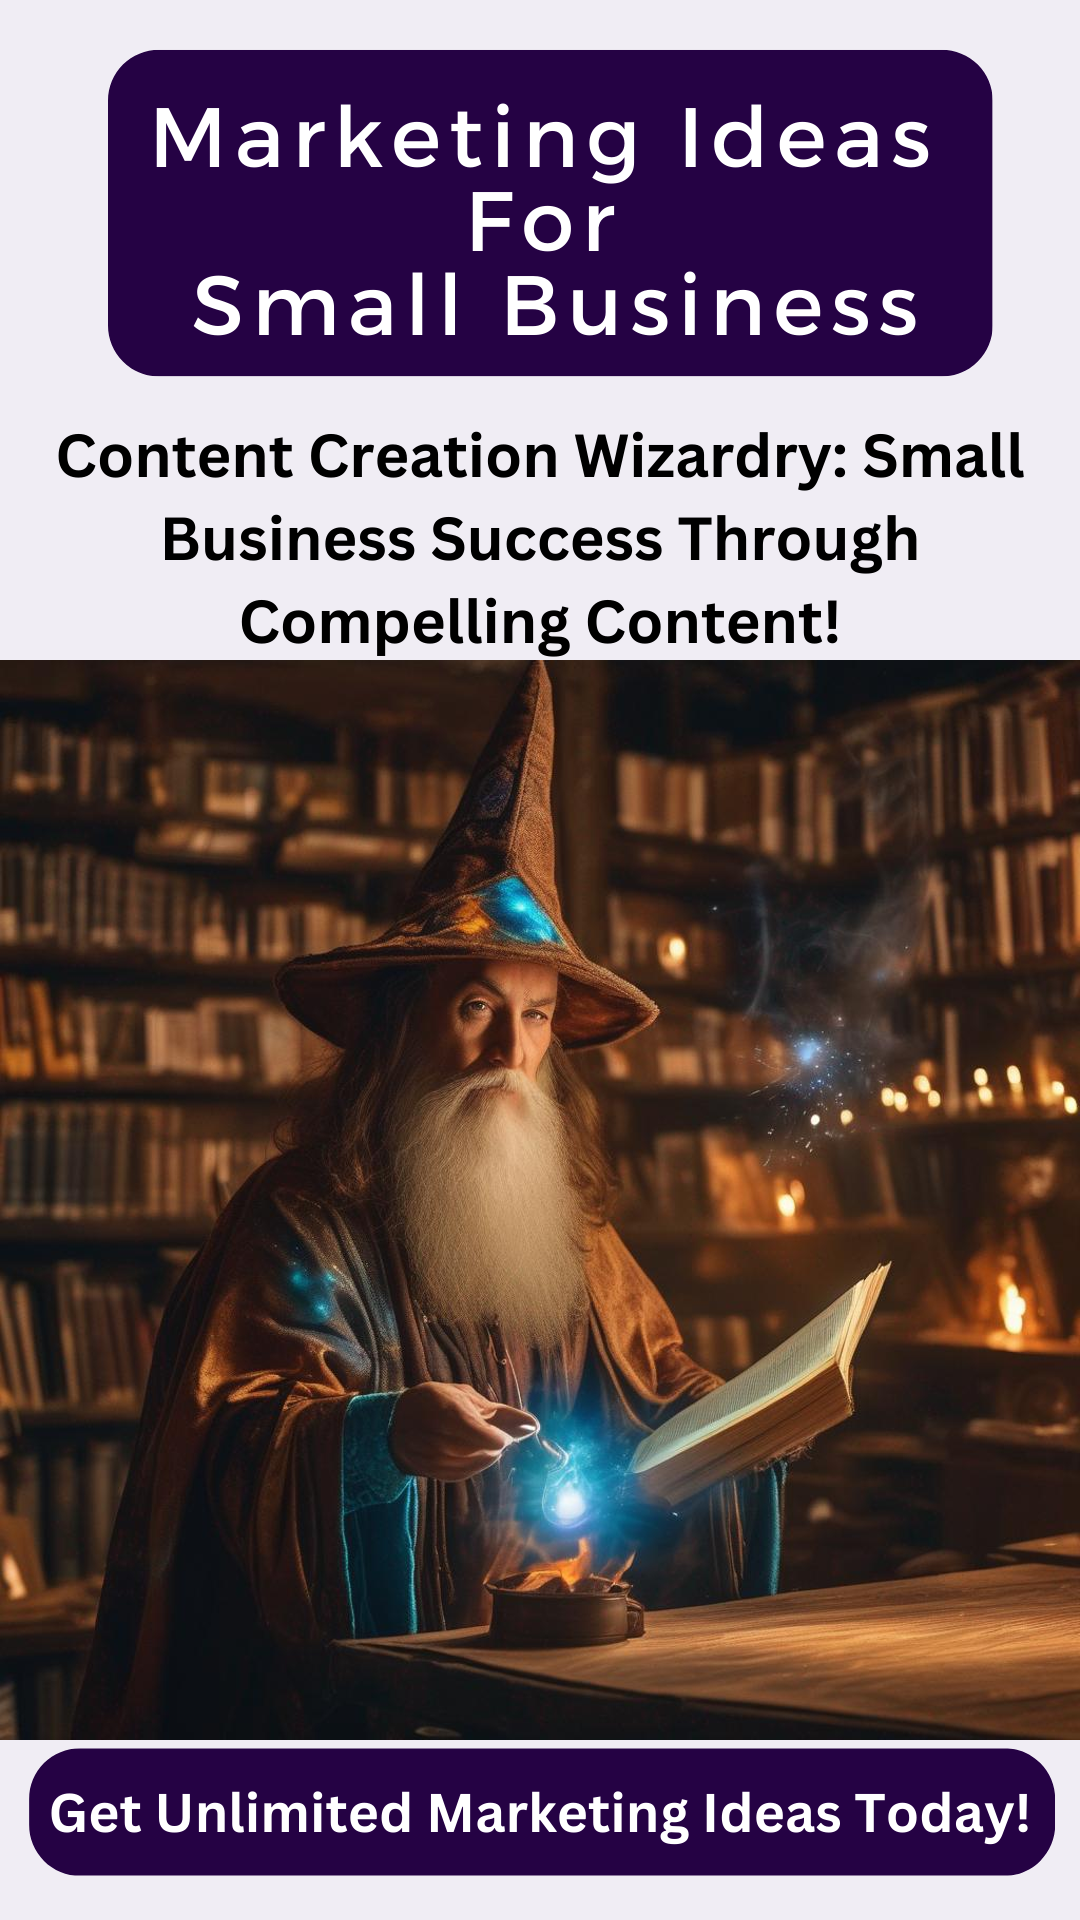 Marketing Ideas
For
Small Business
Content Creation Wizardry: Small
Business Success Through
Compelling Content!
Get Unlimited Marketing Ideas Today!